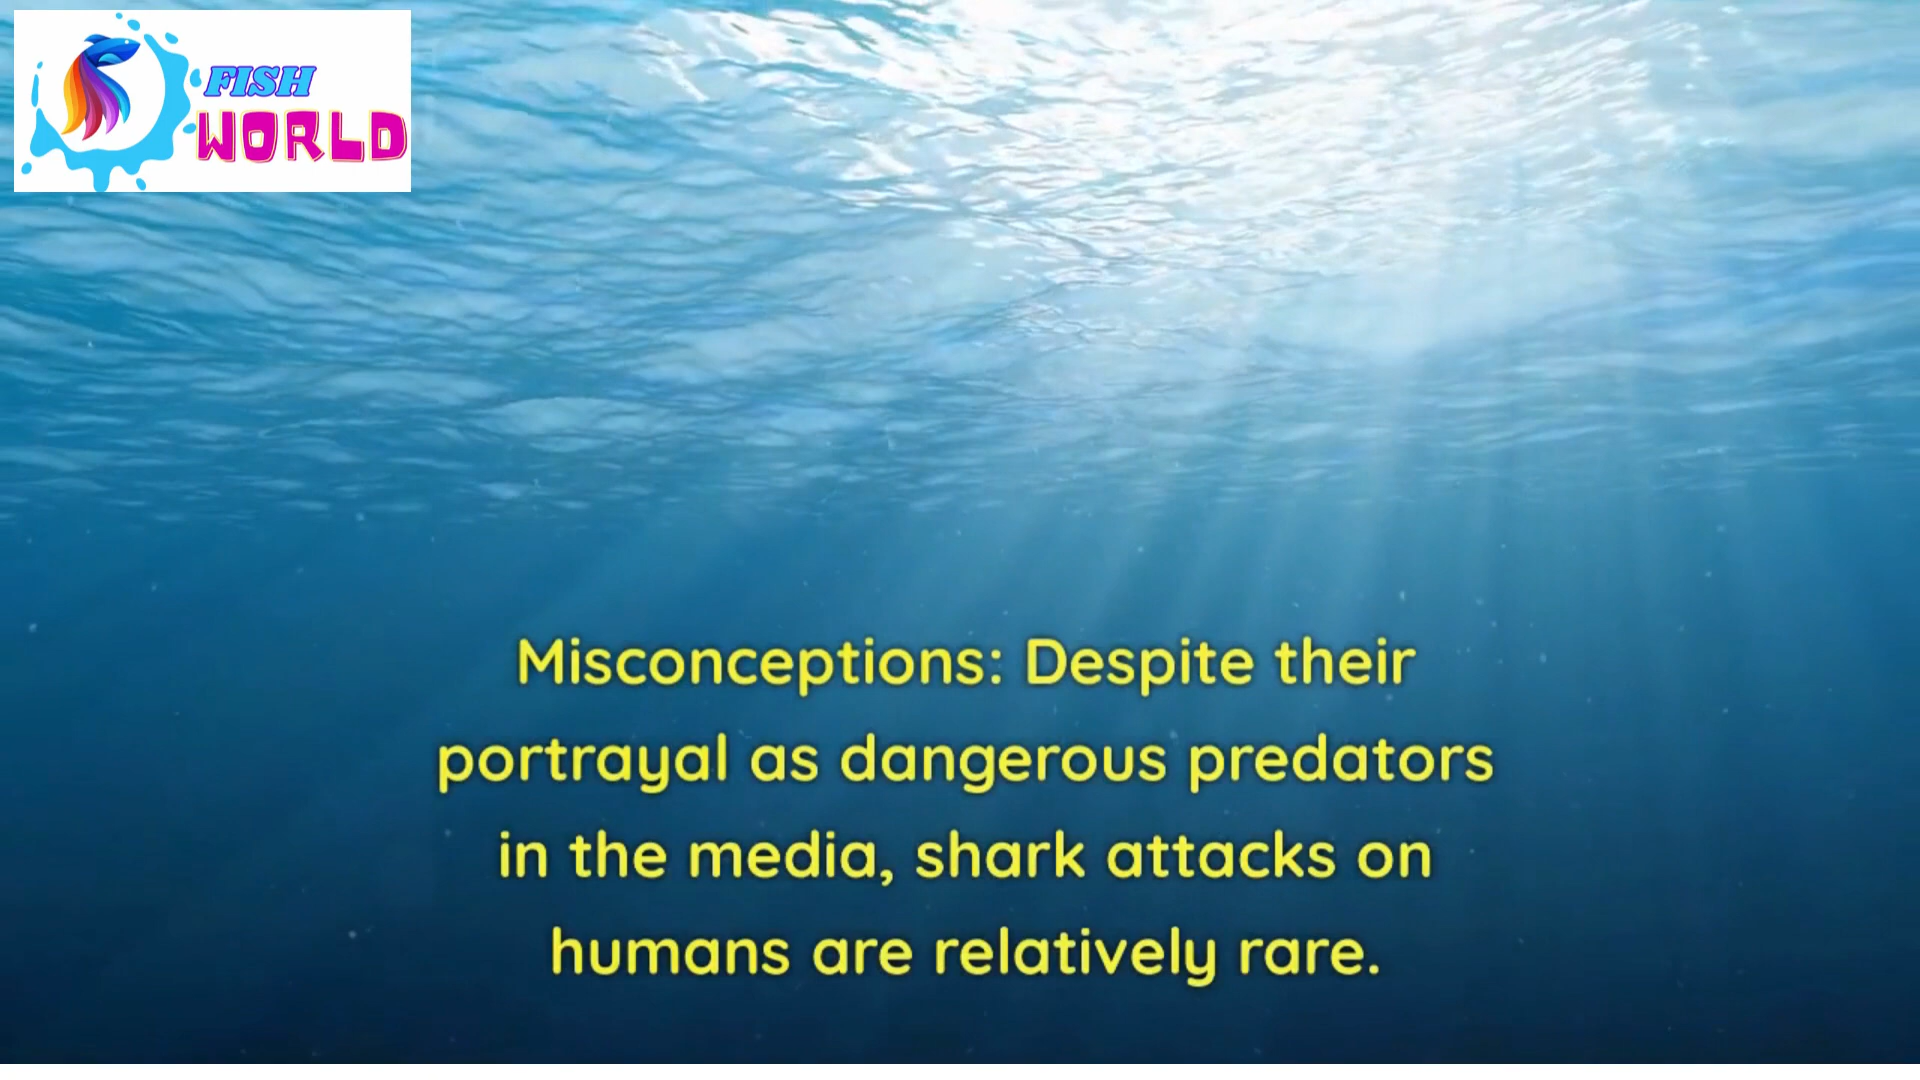 FISH
WORLD
Misconceptions: Despite their
portrayal as dangerous predators
in the media, shark attacks on
humans are relatively rare.